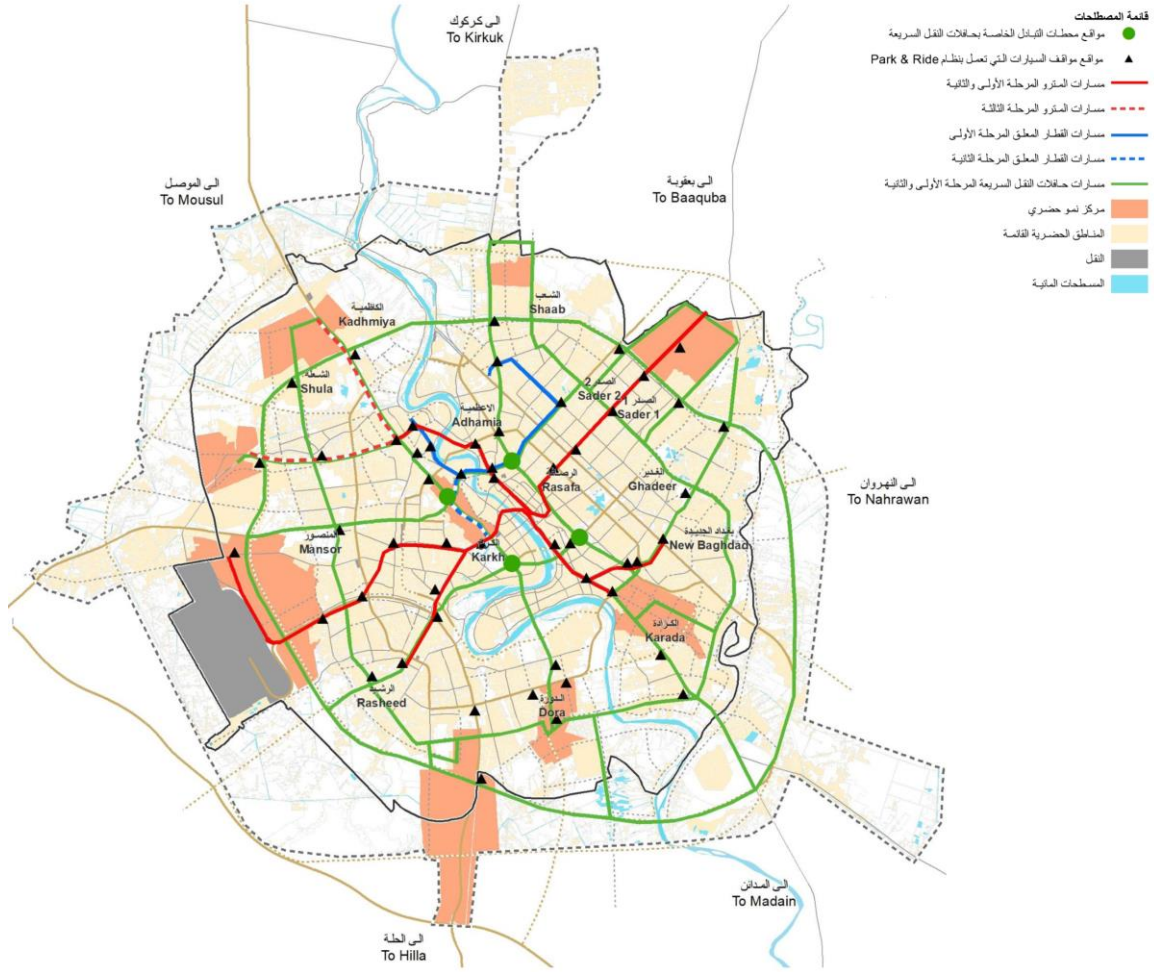 قائمة المصطلحات
مواقع محطات التبادل الخاصة بحافلات النقل السريعة
مواقع مواقف السيارات التي تعمل بنظام Park & Ride
مسارات المترو المرحلة الأولى والثانية
مسارات المترو المرحلة الثالثة
مسارات القطار المعلق المرحلة الأولى
مسارات القطار المعلق المرحلة الثانية
مسارات حافلات النقل السريعة المرحلة الأولى والثانية
مركز نمو حضري
المناطق الحضرية القائمة
النقل
المسطحات المائية
الى كركوك
To Kirkuk
الى الموصل
To Mousul
الى بعقوبة
To Baaquba
الشعب
Shaab
الكاظمية
Kadhmiya
الشعلة
Shula
الصدر 2
Sader 2
الصدر 1
Sader 1
الاعظمية
Adhamia
الرصافة
Rasafa
الغدير
Ghadeer
الى النهروان
To Nahrawan
المنصور
Mansor
الكرخ
Karkh
بغداد الجديدة
New Baghdad
الكرادة
Karada
الرشيد
Rasheed
الدورة
Dora
الى المدائن
To Madain
الى الحلة
To Hilla